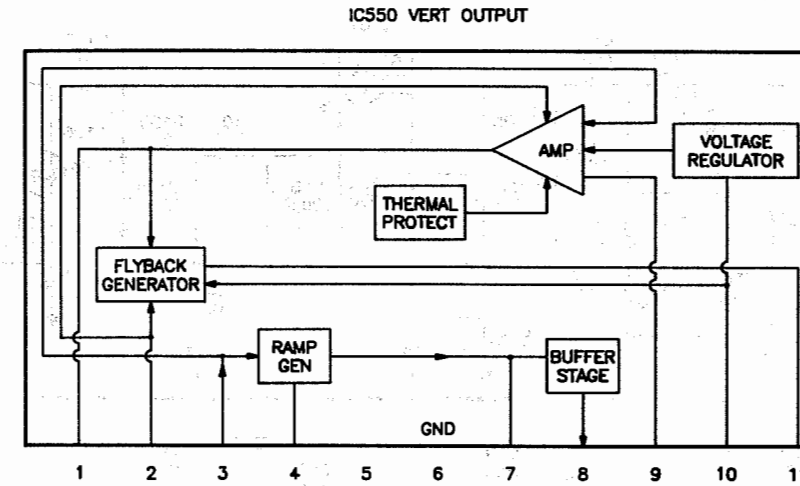 IC550 VERT OUTPUT
AMP
VOLTAGE
REGULATOR
THERMAL
PROTECT
FLYBACK
GENERATOR
RAMP
GEN
BUFFER
STAGE
GND
1 2 3 4 5 6 7 8 9 10 1